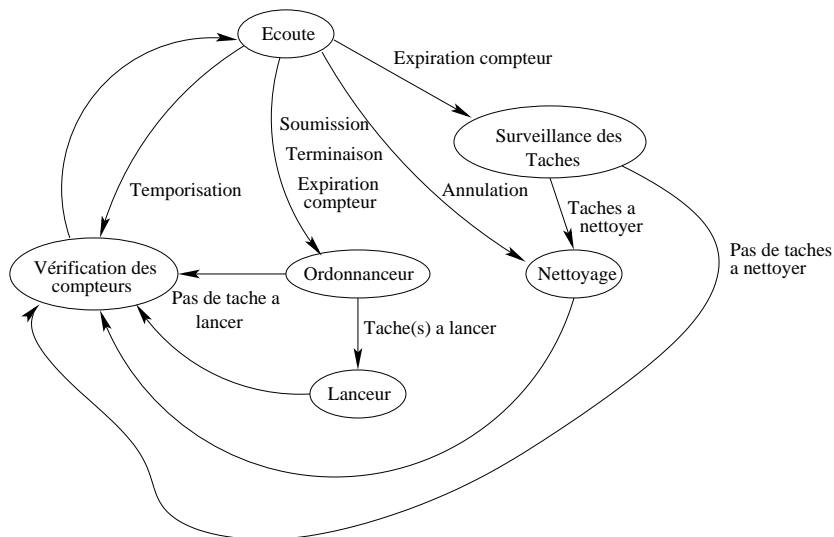 Ecoute
Expiration compteur
Soumission
Terminaison
Expiration
compteur
Surveillance des
Taches
Temporisation
Annulation
Taches a
nettoyer
Pas de taches
a nettoyer
Vérification des
compteurs
Ordonnanceur
Nettoyage
Pas de tache a
lancer
Tache(s) a lancer
Lanceur